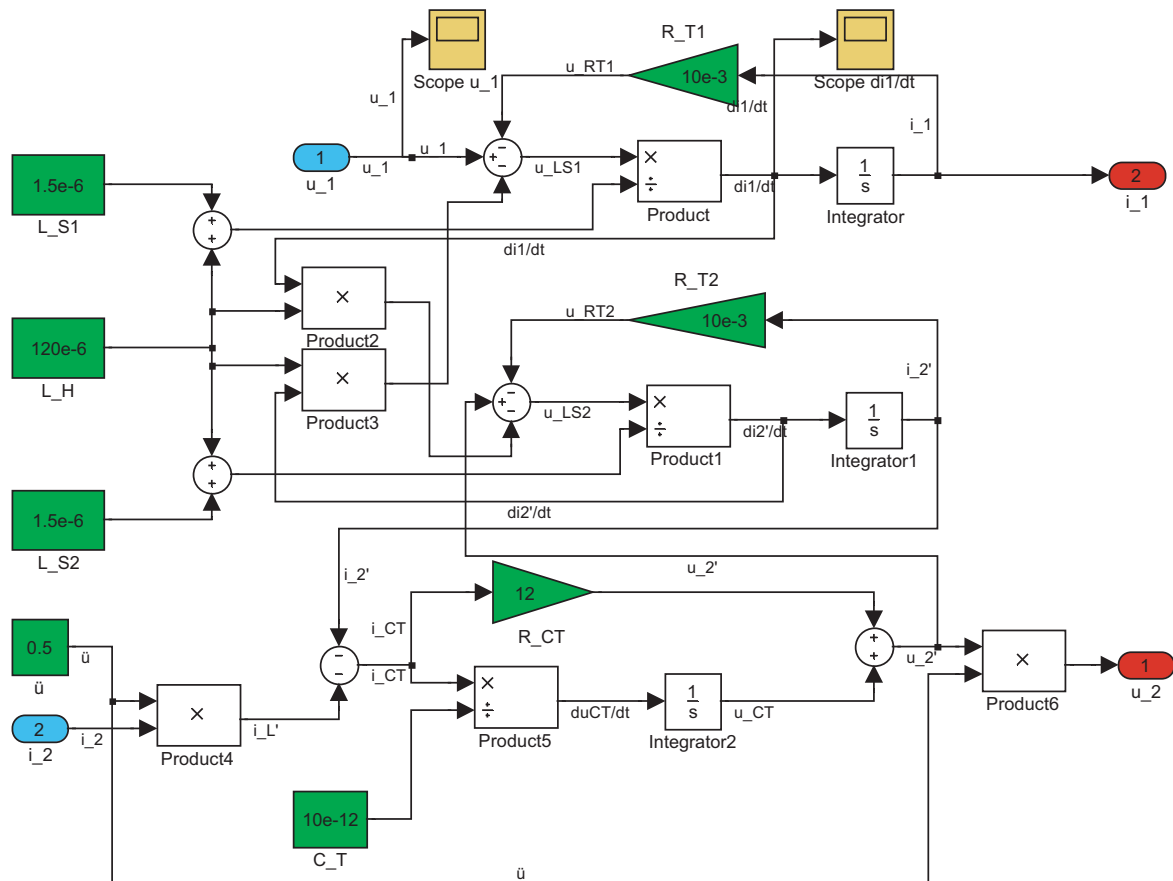 R_T1
u_RT1
10e-3
Scope u_1
Scope di1/dt
di1/dt
u_1
i_1
1
u_1
u_1
u_1
+
−
−
u_LS1
×
÷
di1/dt
1
s
2
i_1
1.5e-6
L_S1
Product
Integrator
+
+
di1/dt
R_T2
×
Product2
u_RT2
10e-3
120e-6
L_H
×
Product3
i_2'
+
−
−
u_LS2
×
÷
di2'/dt
1
s
Product1
Integrator1
+
+
1.5e-6
L_S2
di2'/dt
i_2'
u_2'
12
R_CT
0.5
ü
ü
i_CT
−
−
i_CT
+
+
u_2'
×
Product6
1
u_2
2
i_2
i_2
×
Product4
i_L'
×
÷
Product5
duCT/dt
1
s
Integrator2
u_CT
10e-12
C_T
ü